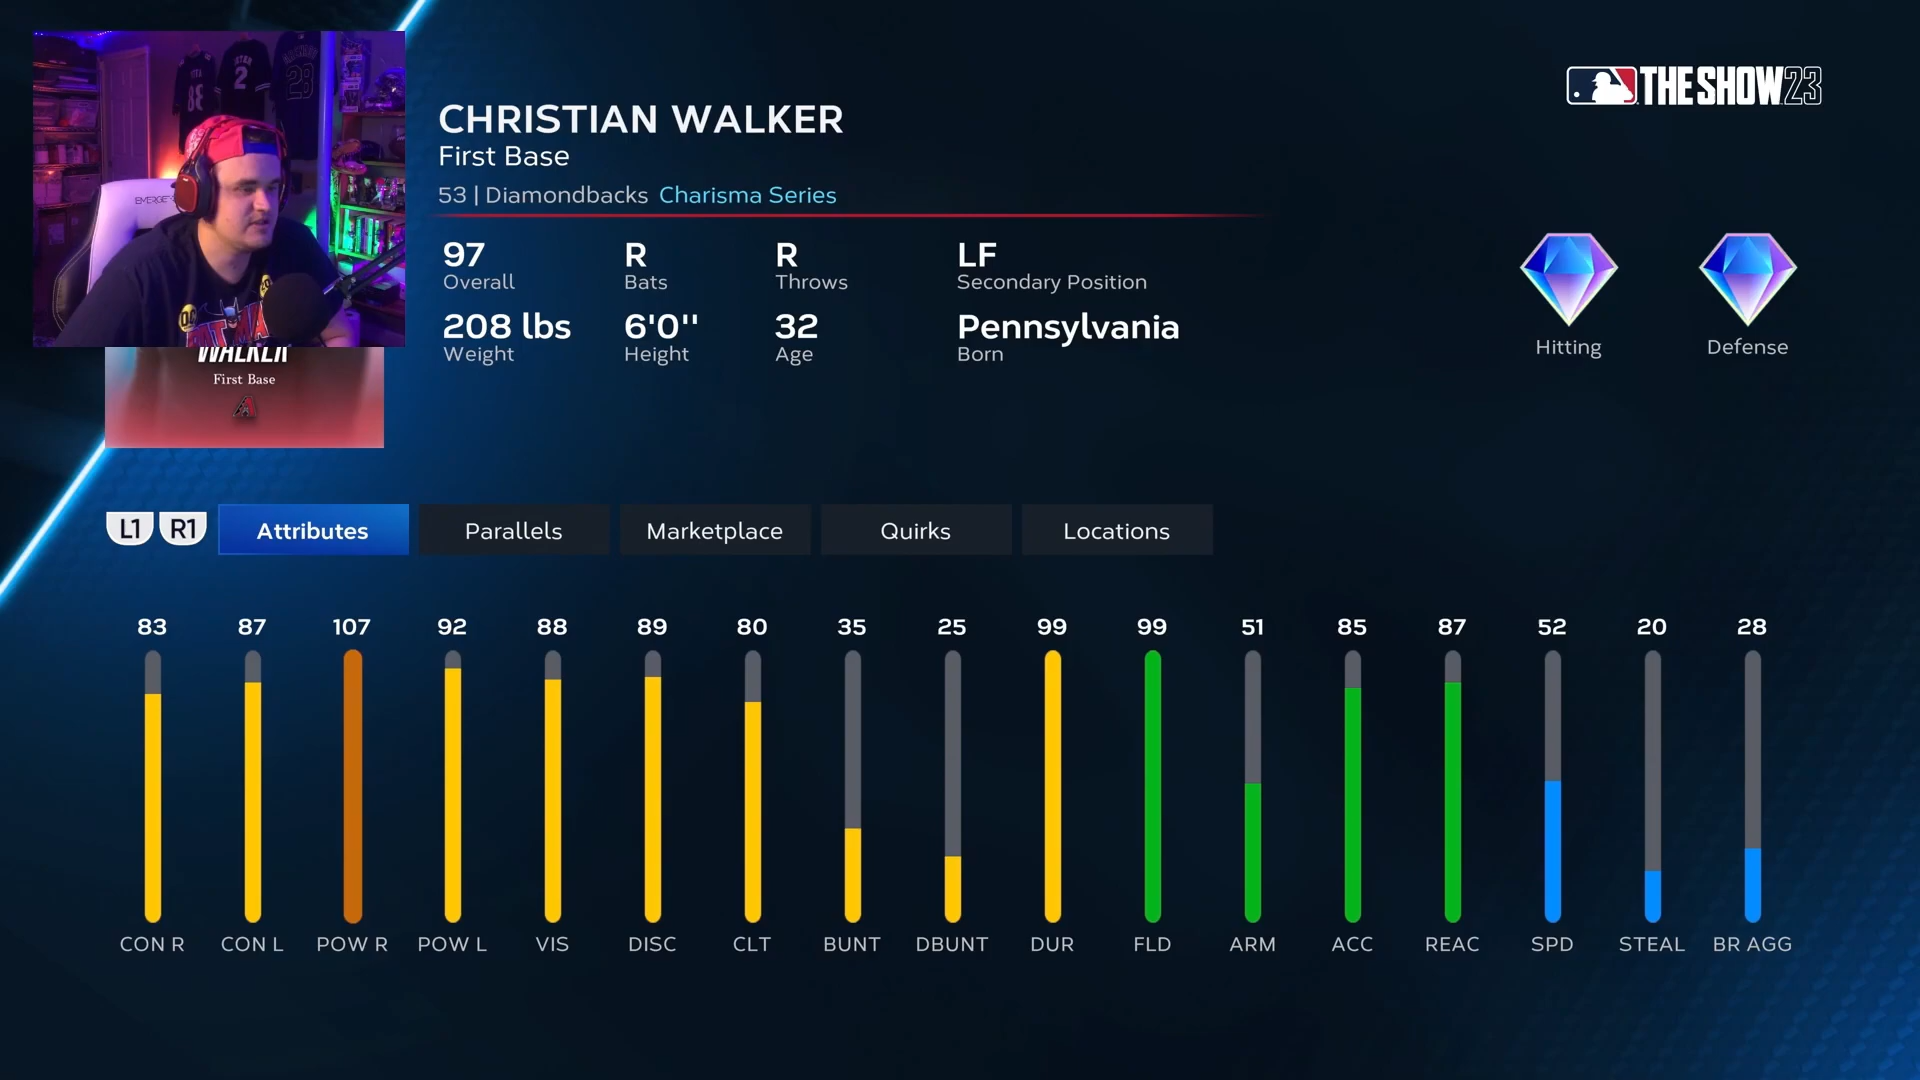 THE SHOW 23
CHRISTIAN WALKER
First Base
53 | Diamondbacks Charisma Series
97
Overall
R
Bats
R
Throws
LF
Secondary Position
208 lbs
Weight
6'0''
Height
32
Age
Pennsylvania
Born
Hitting
Defense
2
28
88
WALKER
First Base
L1 R1 Attributes Parallels Marketplace Quirks Locations
83 87 107 92 88 89 80 35 25 99 99 51 85 87 52 20 28
CON R CON L POW R POW L VIS DISC CLT BUNT DBUNT DUR FLD ARM ACC REAC SPD STEAL BR AGG